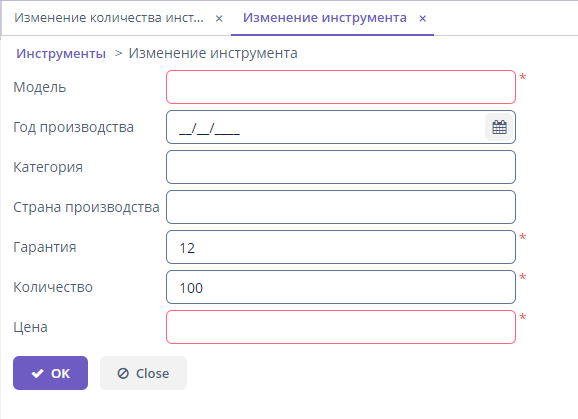 Изменение количества инст... × Изменение инструмента ×
Инструменты > Изменение инструмента
Модель *
Год производства __/__/____
Категория
Страна производства
Гарантия 12 *
Количество 100 *
Цена *
OK Close